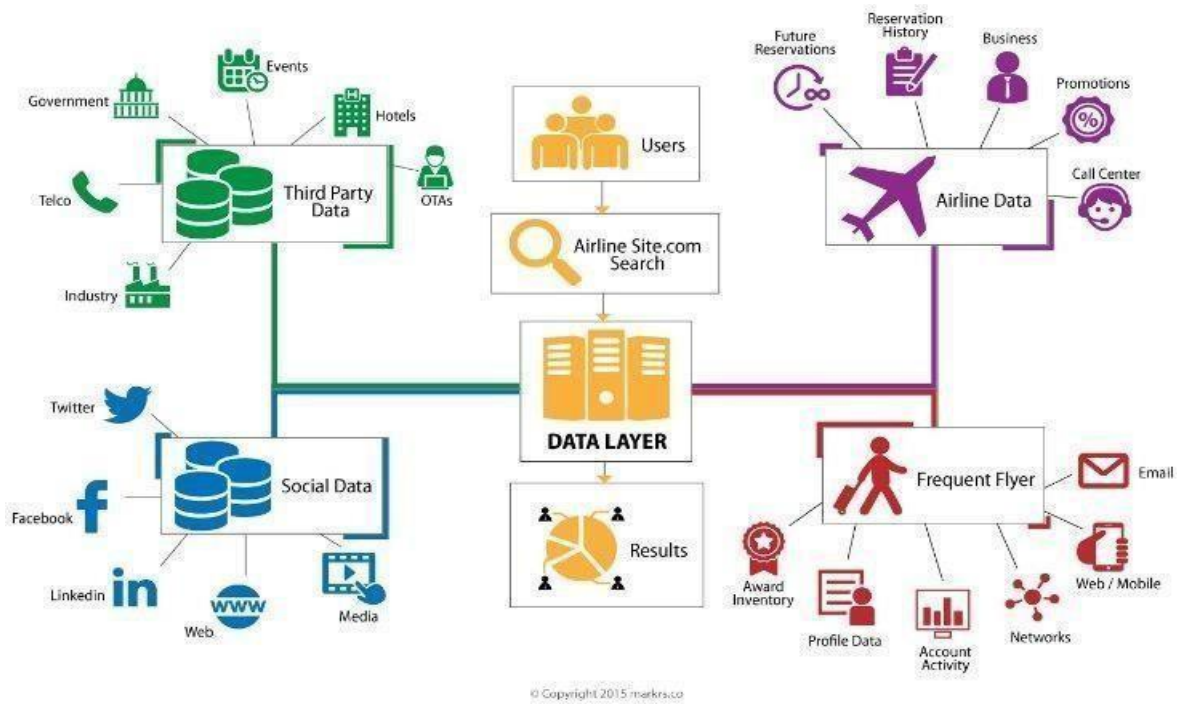 Government
Events
Hotels
Telco
Third Party
Data
OTAs
Industry
Users
Airline Site.com
Search
DATA LAYER
Results
Future
Reservations
Reservation
History
Business
Promotions
%
Airline Data
Call Center
Twitter
Facebook
f
Social Data
Linkedin
in
www
Web
Media
Frequent Flyer
Email
Award
Inventory
Profile Data
Account
Activity
Networks
Web / Mobile
© Copyright 2015 markrs.co